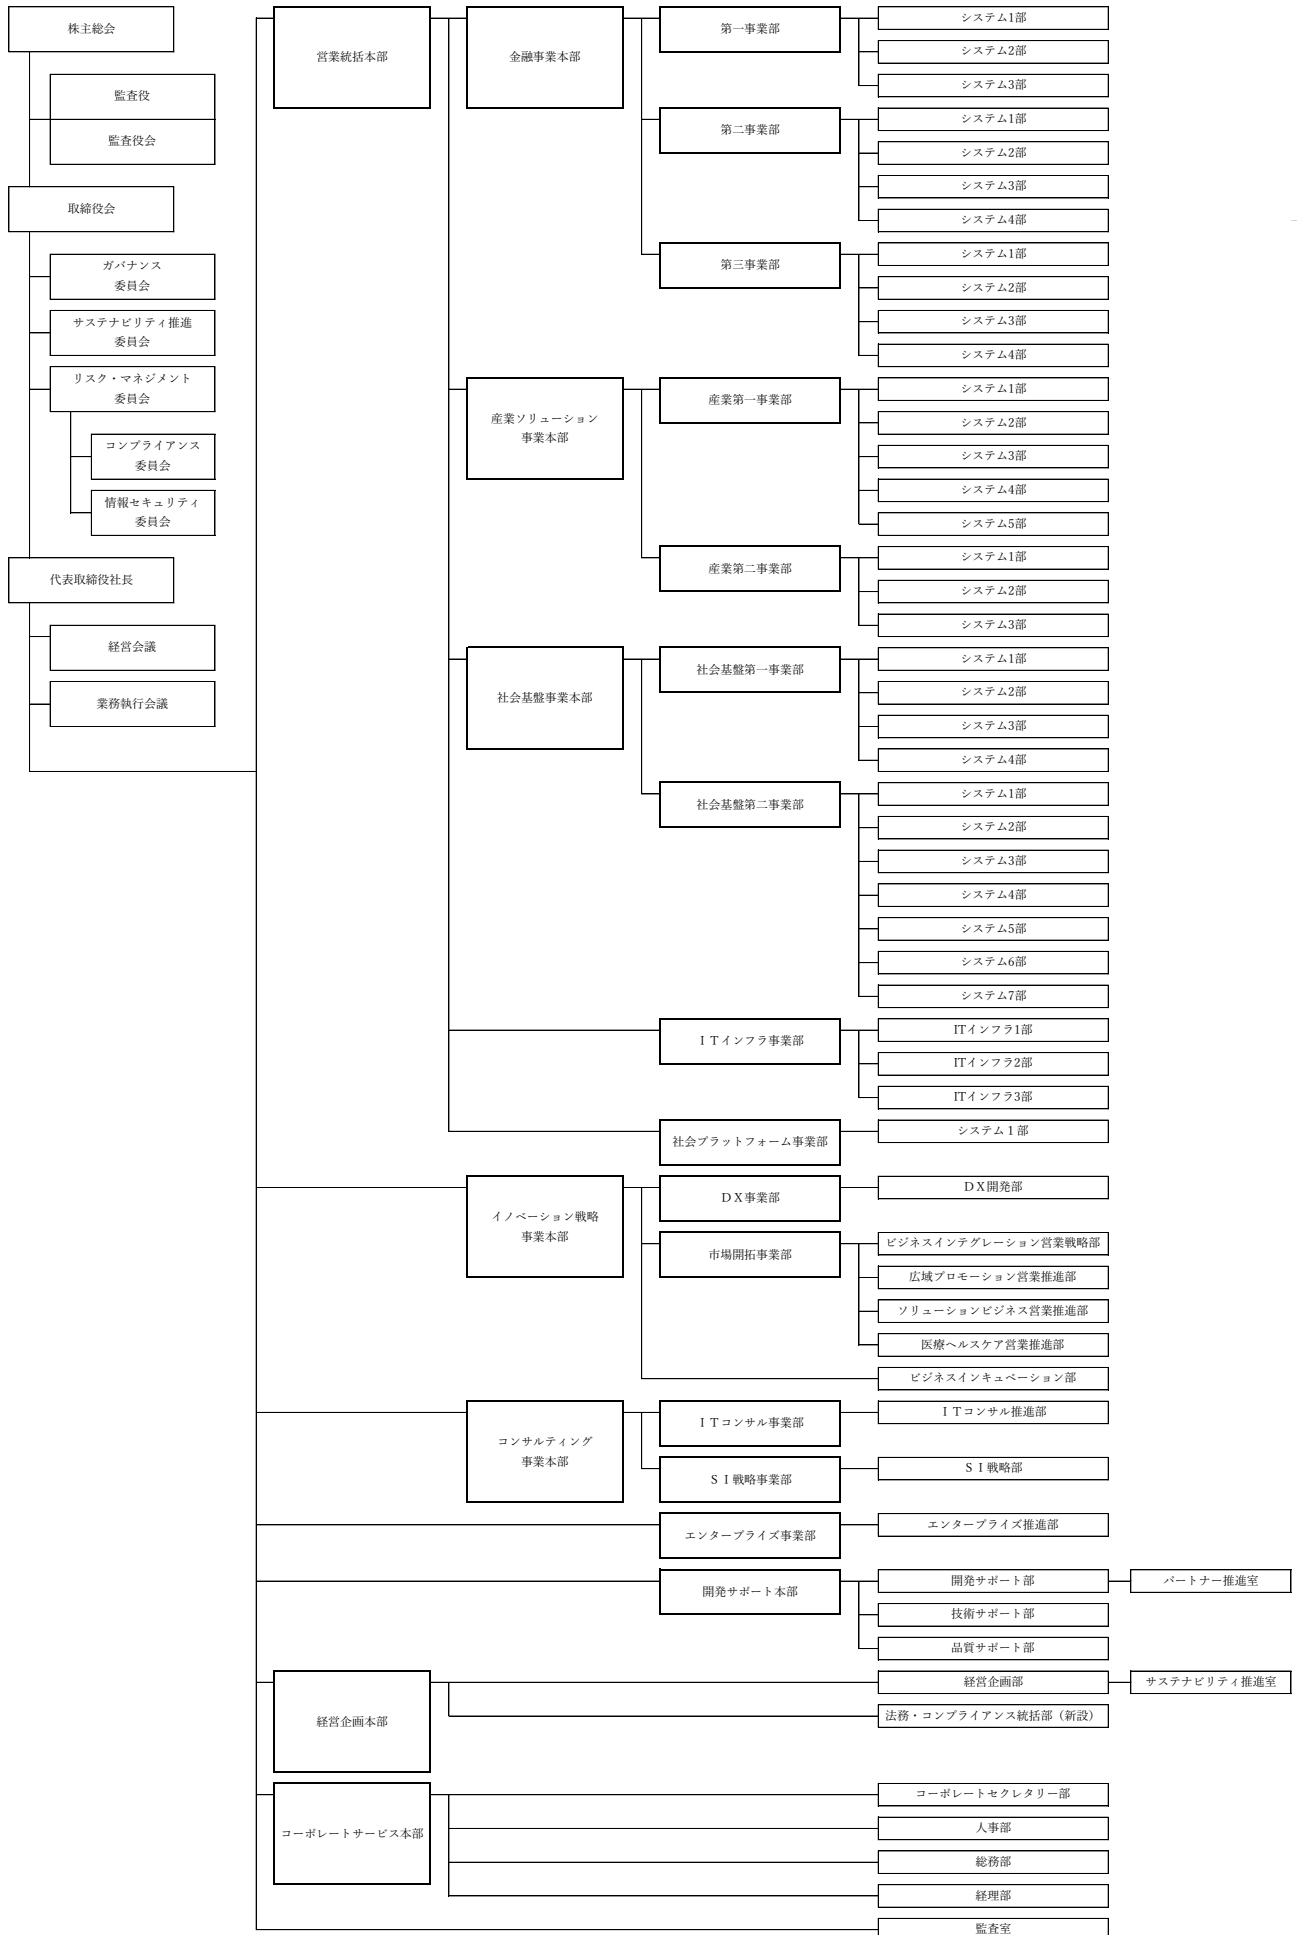 株主総会
監査役
監査役会
取締役会
ガバナンス
委員会
サステナビリティ推進
委員会
リスク・マネジメント
委員会
コンプライアンス
委員会
情報セキュリティ
委員会
代表取締役社長
経営会議
業務執行会議
営業統括本部
金融事業本部
第一事業部
システム1部
システム2部
システム3部
第二事業部
システム1部
システム2部
システム3部
システム4部
第三事業部
システム1部
システム2部
システム3部
システム4部
産業ソリューション
事業本部
産業第一事業部
システム1部
システム2部
システム3部
システム4部
システム5部
産業第二事業部
システム1部
システム2部
システム3部
社会基盤事業本部
社会基盤第一事業部
システム1部
システム2部
システム3部
システム4部
社会基盤第二事業部
システム1部
システム2部
システム3部
システム4部
システム5部
システム6部
システム7部
ＩＴインフラ事業部
ITインフラ1部
ITインフラ2部
ITインフラ3部
社会プラットフォーム事業部
システム１部
イノベーション戦略
事業本部
ＤＸ事業部
ＤＸ開発部
市場開拓事業部
ビジネスインテグレーション営業戦略部
広域プロモーション営業推進部
ソリューションビジネス営業推進部
医療ヘルスケア営業推進部
ビジネスインキュベーション部
コンサルティング
事業本部
ＩＴコンサル事業部
ＩＴコンサル推進部
ＳＩ戦略事業部
ＳＩ戦略部
エンタープライズ事業部
エンタープライズ推進部
開発サポート本部
開発サポート部
パートナー推進室
技術サポート部
品質サポート部
経営企画本部
経営企画部
サステナビリティ推進室
法務・コンプライアンス統括部（新設）
コーポレートサービス本部
コーポレートセクレタリー部
人事部
総務部
経理部
監査室